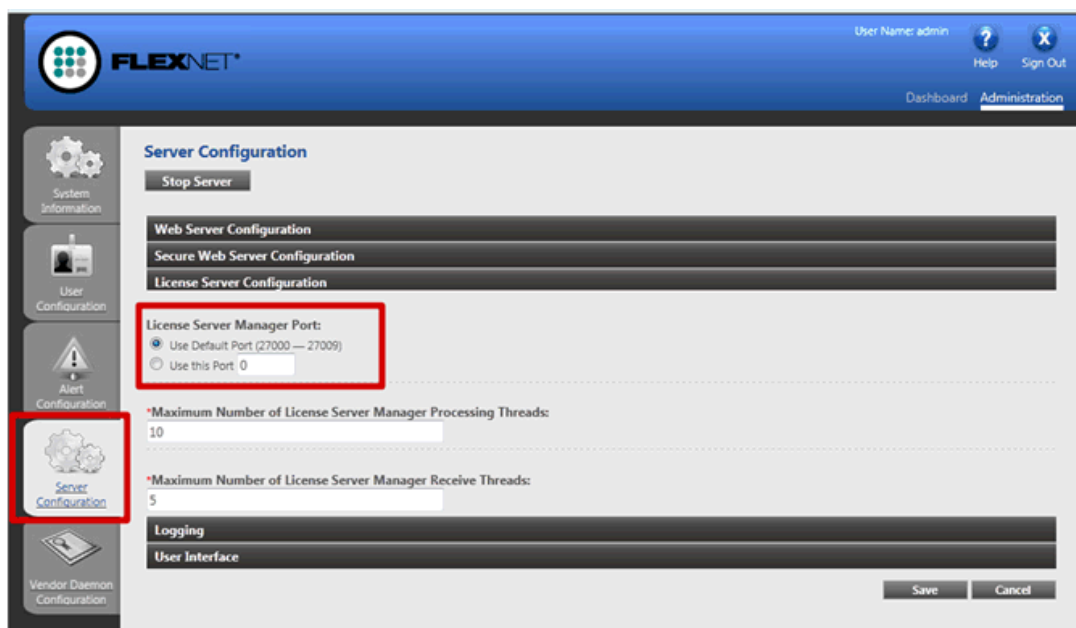 User Name: admin
FLEXNET
Help
Sign Out
Dashboard
Administration
System
Information
User
Configuration
Alert
Configuration
Server
Configuration
Vendor Daemon
Configuration
Server Configuration
Stop Server
Web Server Configuration
Secure Web Server Configuration
License Server Configuration
License Server Manager Port:
Use Default Port (27000 — 27009)
Use this Port 0
*Maximum Number of License Server Manager Processing Threads:
10
*Maximum Number of License Server Manager Receive Threads:
5
Logging
User Interface
Save
Cancel